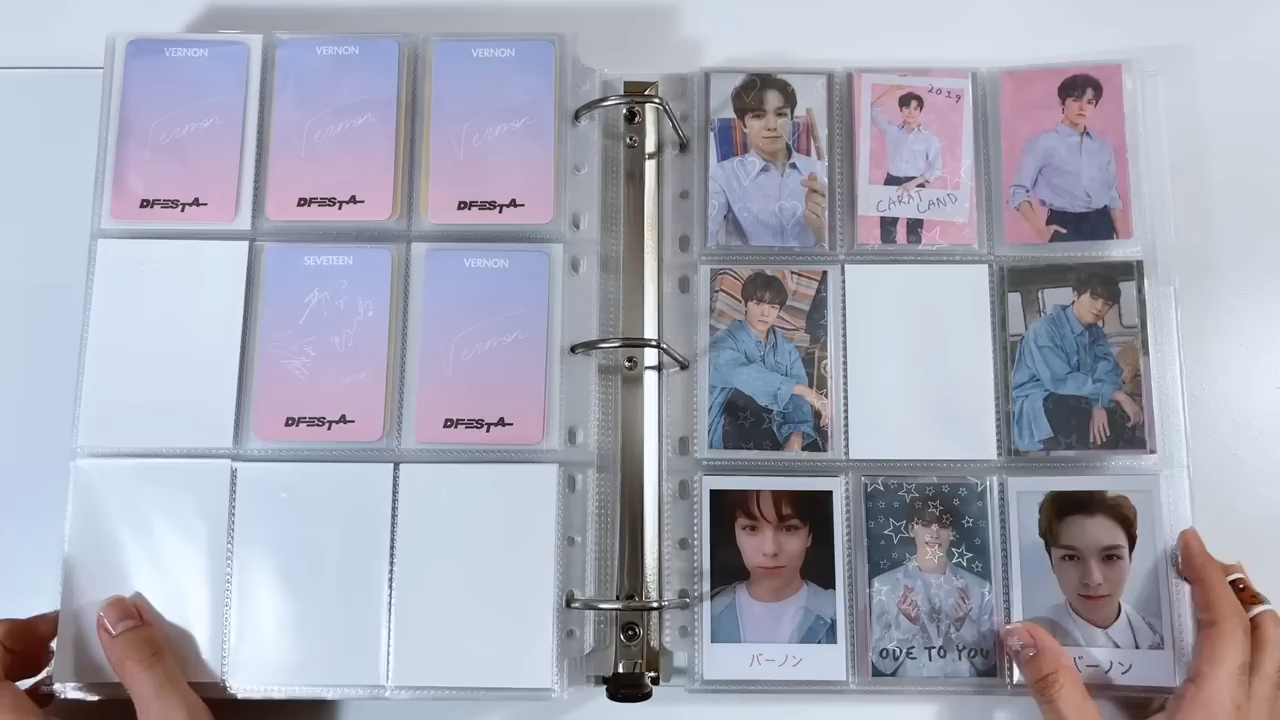 VERNON
Vernon
DFESTA
VERNON
Vernon
DFESTA
VERNON
Vernon
DFESTA
SEVETEEN
DFESTA
VERNON
Vernon
DFESTA
2019
CARAT LAND
バーノン
ODE TO YOU
バーノン